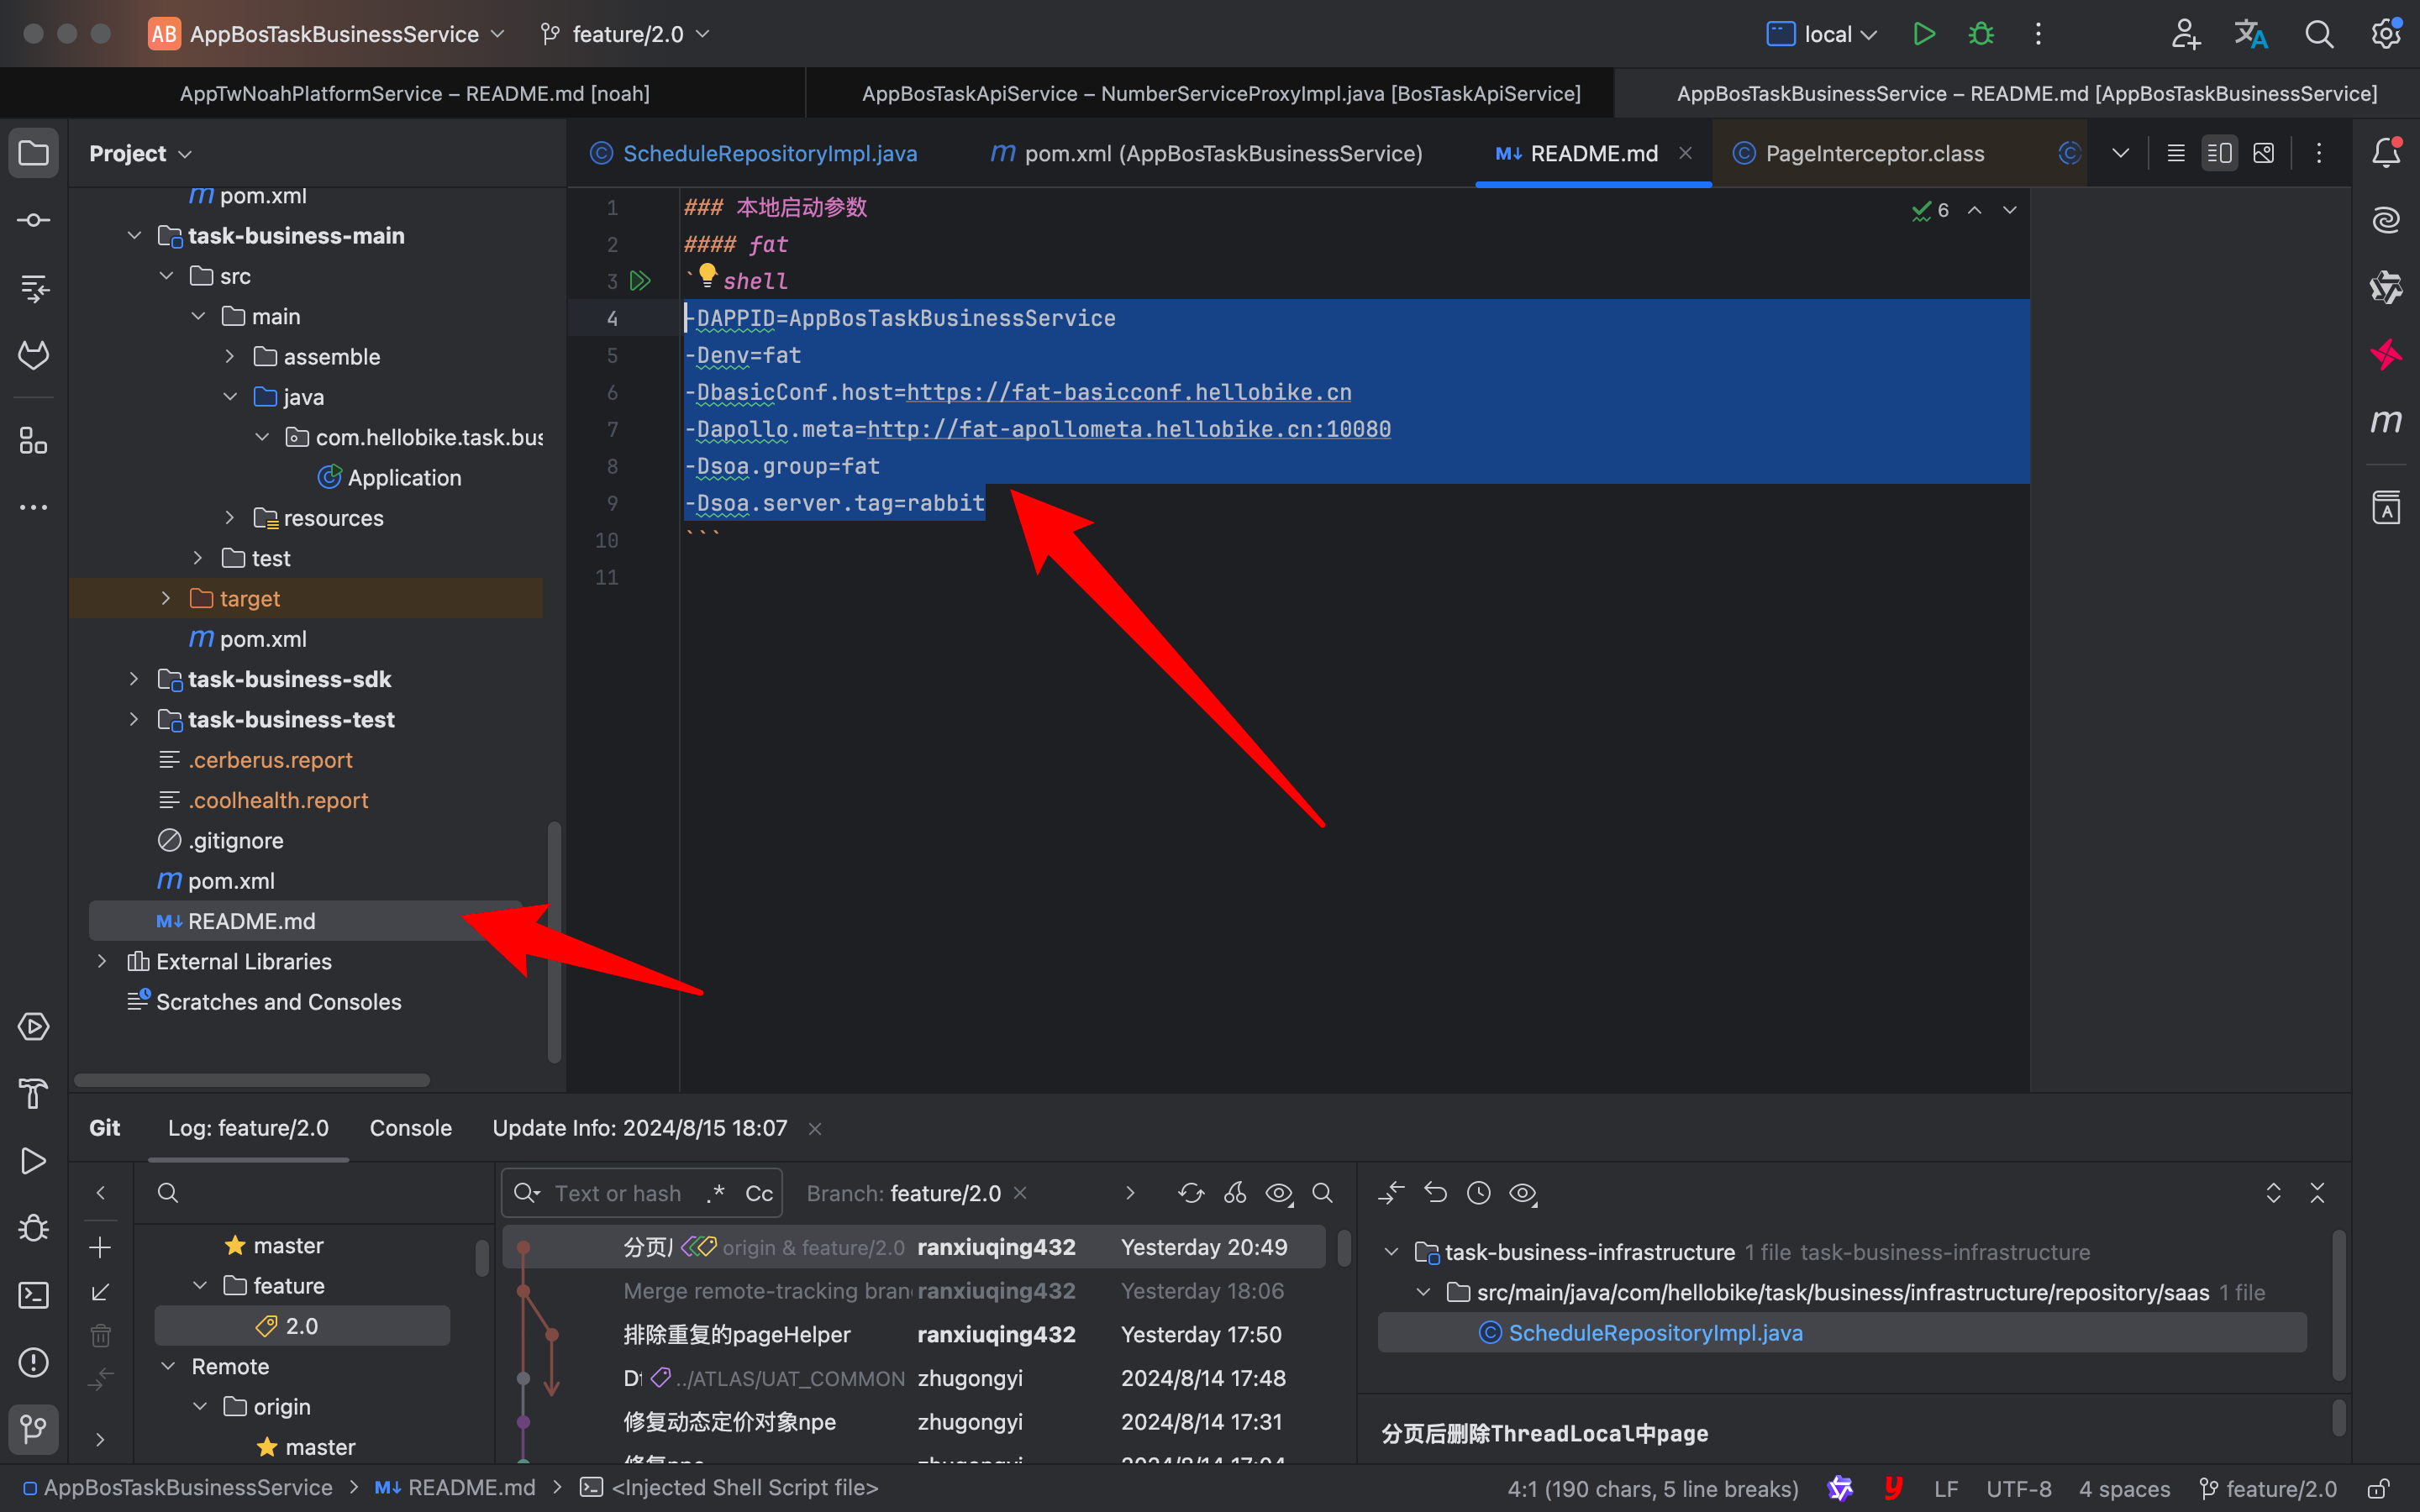 AB AppBosTaskBusinessService feature/2.0 local
AppTwNoahPlatformService – README.md [noah] AppBosTaskApiService – NumberServiceProxyImpl.java [BosTaskApiService] AppBosTaskBusinessService – README.md [AppBosTaskBusinessService]
Project
ScheduleRepositoryImpl.java pom.xml (AppBosTaskBusinessService) README.md PageInterceptor.class
pom.xml
task-business-main
src
main
assemble
java
com.hellobike.task.bus
Application
resources
test
target
pom.xml
task-business-sdk
task-business-test
.cerberus.report
.coolhealth.report
.gitignore
pom.xml
README.md
External Libraries
Scratches and Consoles
1 ### 本地启动参数
2 #### fat
3 ` shell
4 -DAPPID=AppBosTaskBusinessService
5 -Denv=fat
6 -DbasicConf.host=https://fat-basicconf.hellobike.cn
7 -Dapollo.meta=http://fat-apollometa.hellobike.cn:10080
8 -Dsoa.group=fat
9 -Dsoa.server.tag=rabbit
10 ```
11
6
Git Log: feature/2.0 Console Update Info: 2024/8/15 18:07
master
feature
2.0
Remote
origin
master
Text or hash .* Cc Branch: feature/2.0
分页 origin & feature/2.0 ranxiuqing432 Yesterday 20:49
Merge remote-tracking bran ranxiuqing432 Yesterday 18:06
排除重复的pageHelper ranxiuqing432 Yesterday 17:50
../ATLAS/UAT_COMMON zhugongyi 2024/8/14 17:48
修复动态定价对象npe zhugongyi 2024/8/14 17:31
修复npe zhugongyi 2024/8/14 17:04
task-business-infrastructure 1 file task-business-infrastructure
src/main/java/com/hellobike/task/business/infrastructure/repository/saas 1 file
ScheduleRepositoryImpl.java
分页后删除ThreadLocal中page
AppBosTaskBusinessService > README.md > <Injected Shell Script file> 4:1 (190 chars, 5 line breaks) LF UTF-8 4 spaces feature/2.0